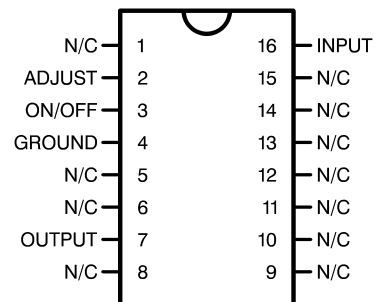 N/C 1 16 INPUT
ADJUST 2 15 N/C
ON/OFF 3 14 N/C
GROUND 4 13 N/C
N/C 5 12 N/C
N/C 6 11 N/C
OUTPUT 7 10 N/C
N/C 8 9 N/C